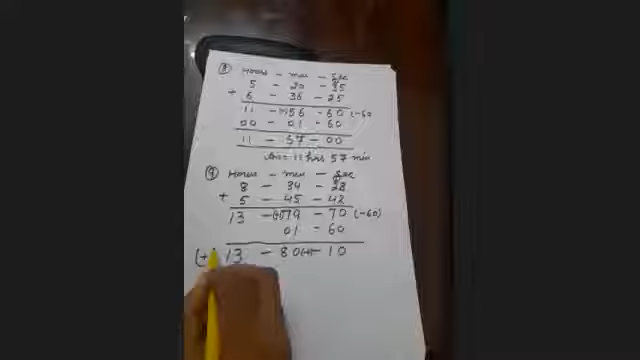 8 Hours - min - Sec
5 - 20 - 35
+ 6 - 36 - 25
11 - (+)56 - 60 (-60
00 - 01 - 60
11 - 57 - 00
Ans = 11 hrs 57 min
9 Hours - min - Sec
8 - 34 - 28
+ 5 - 45 - 42
13 - (+)79 - 70 (-60)
01 - 60
(+) 13 - 80 - 10